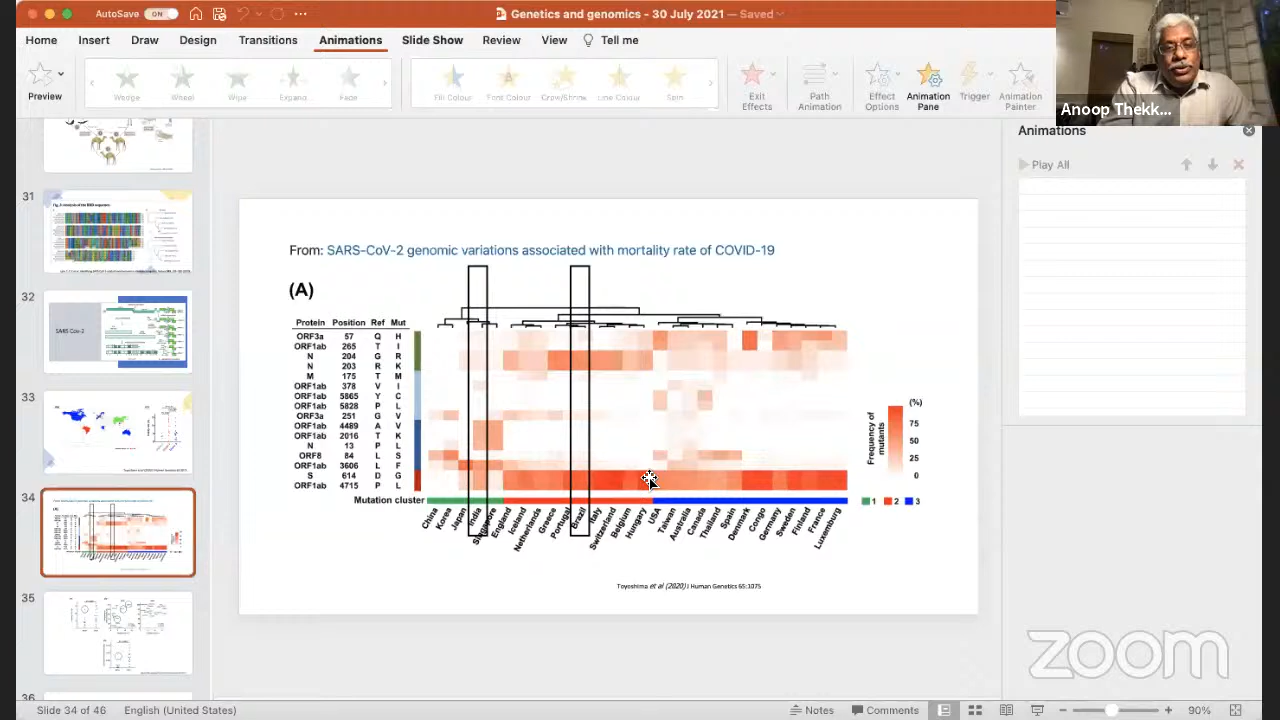 AutoSave ON Genetics and genomics - 30 July 2021 — Saved
Home Insert Draw Design Transitions Animations Slide Show Review View Tell me
Preview Wedge Wheel Wipe Expand Fade Fill Colour Font Colour Grow/Shrink Line Colour Spin Exit Effects Path Animation Effect Options Animation Pane Trigger Animation Painter
Anoop Thekk...
Animations
Play All
31
32
SARS Cov-2
33
34
35
36
From: SARS-CoV-2 genomic variations associated with mortality rate of COVID-19
(A)
Protein Position Ref Mut
ORF3a 57 Q H
ORF1ab 265 T I
N 204 G R
N 203 R K
M 175 T M
ORF1ab 378 V I
ORF1ab 5865 Y C
ORF1ab 5828 P L
ORF3a 251 G V
ORF1ab 4489 A V
ORF1ab 2016 T K
N 13 P L
ORF8 84 L S
ORF1ab 3606 L F
S 614 D G
ORF1ab 4715 P L
(%)
75
50
25
0
Frequency of mutants
Mutation cluster
1 2 3
China Korea Japan India Singapore England Iceland Netherlands Greece Portugal Brazil Italy Switzerland Belgium Hungary USA Taiwan Australia Canada Thailand Spain Denmark Congo Germany Sweden Finland France Luxemburg
Toyoshima et al (2020) J Human Genetics 65:1075
zoom
Slide 34 of 46 English (United States) Notes Comments 90%